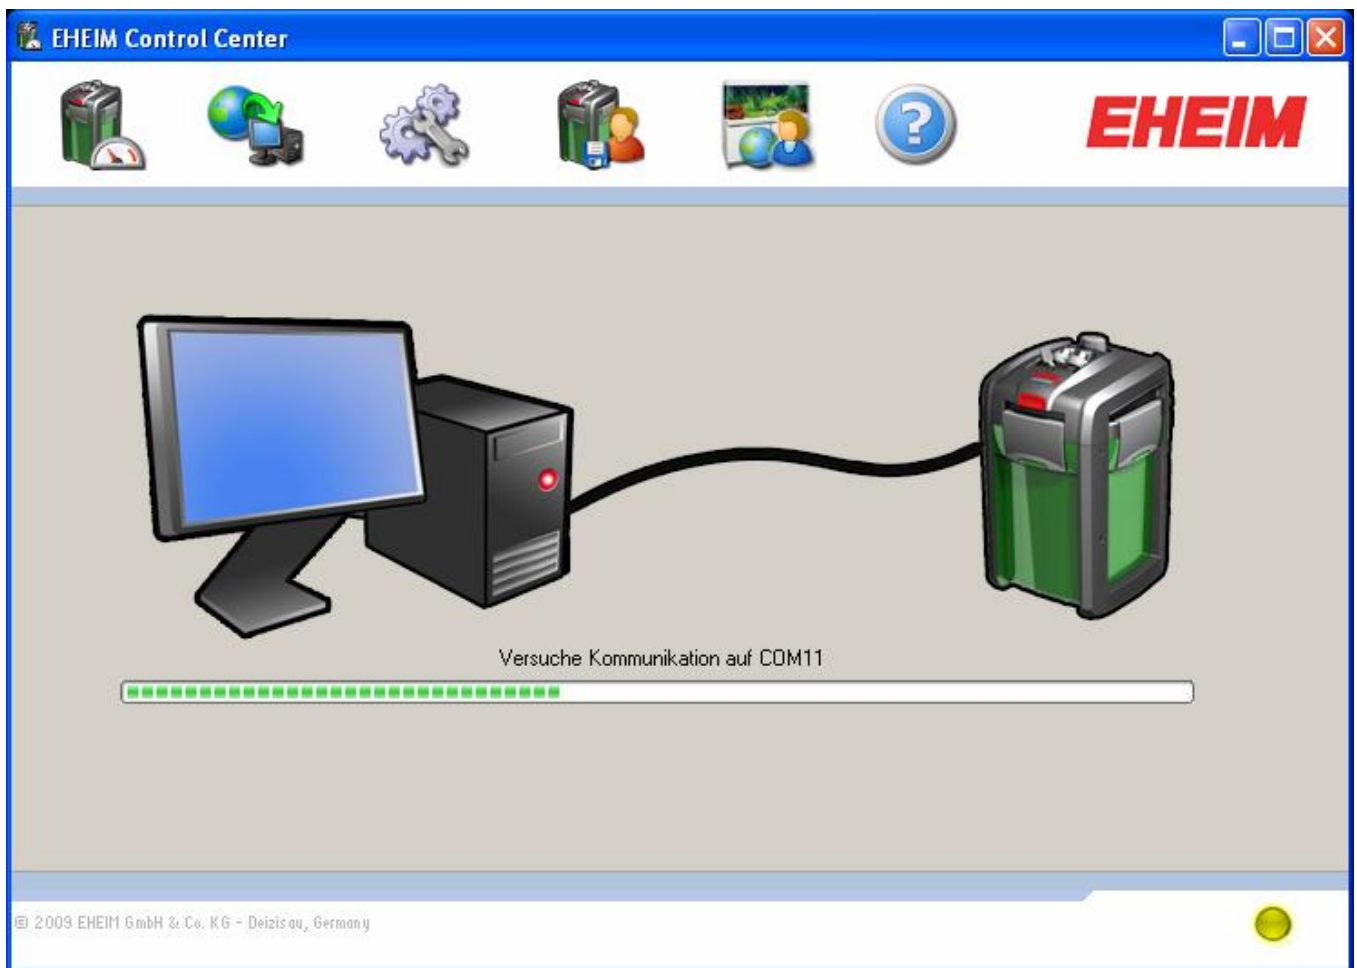 EHEIM Control Center
EHEIM
Versuche Kommunikation auf COM11
© 2009 EHEIM GmbH & Co. KG - Deizisau, Germany